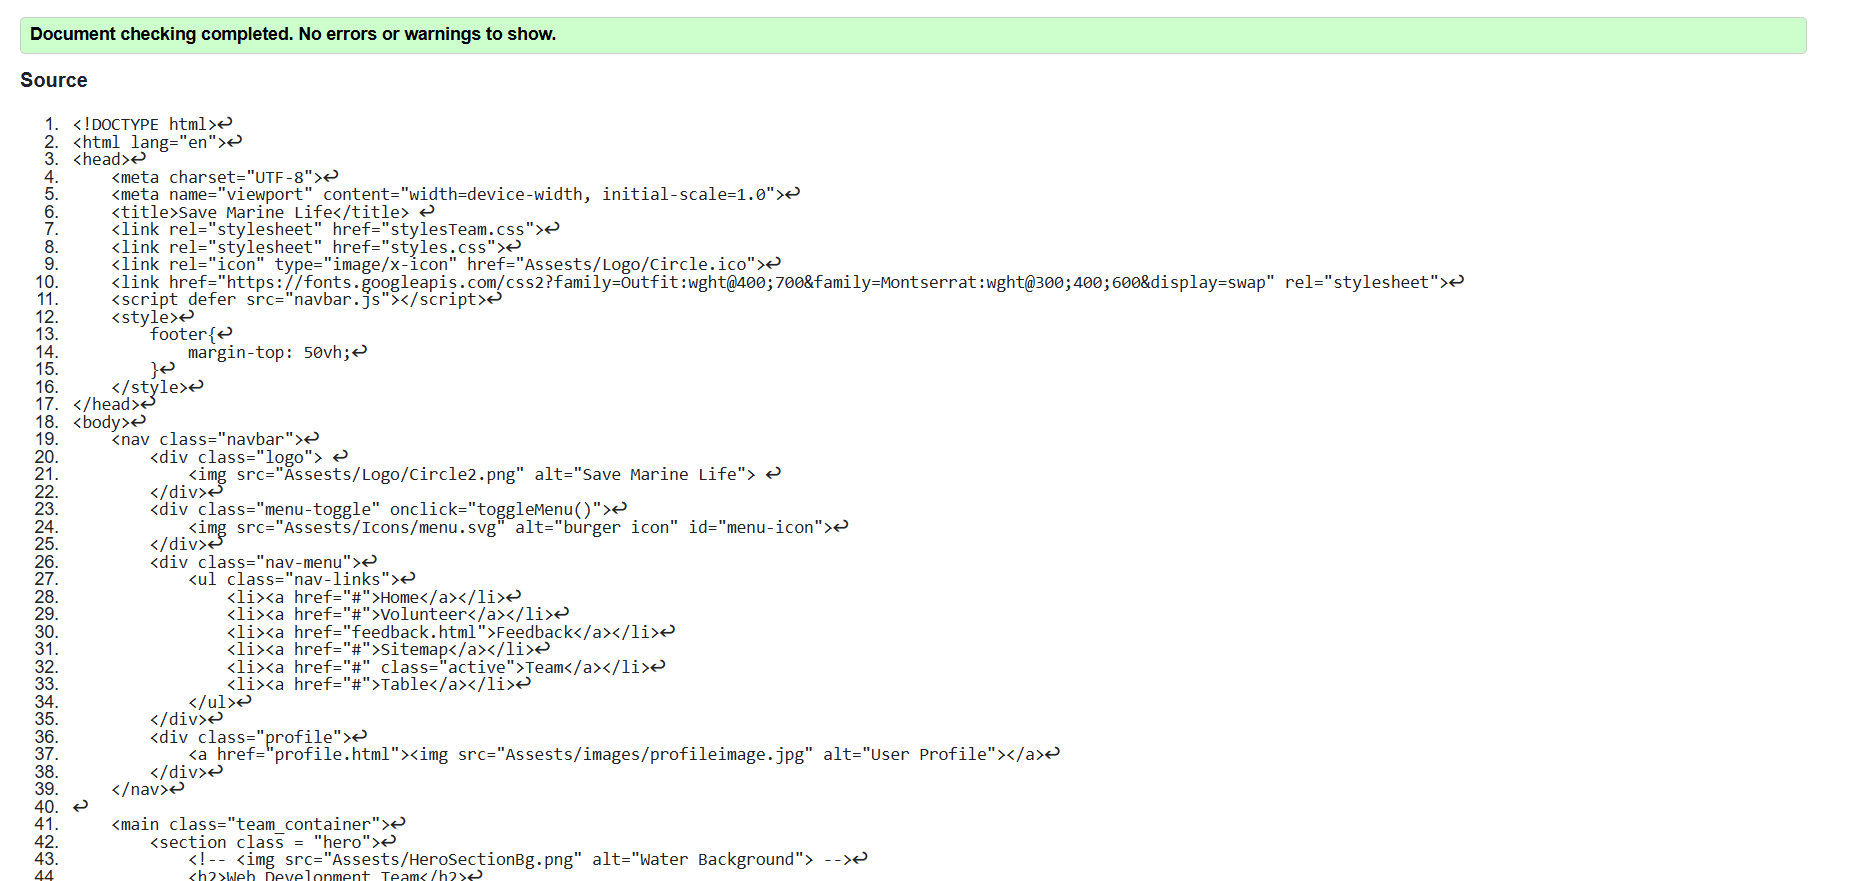 Document checking completed. No errors or warnings to show.
Source
1. <!DOCTYPE html>↩
2. <html lang="en">↩
3. <head>↩
4.     <meta charset="UTF-8">↩
5.     <meta name="viewport" content="width=device-width, initial-scale=1.0">↩
6.     <title>Save Marine Life</title> ↩
7.     <link rel="stylesheet" href="stylesTeam.css">↩
8.     <link rel="stylesheet" href="styles.css">↩
9.     <link rel="icon" type="image/x-icon" href="Assests/Logo/Circle.ico">↩
10.     <link href="https://fonts.googleapis.com/css2?family=Outfit:wght@400;700&family=Montserrat:wght@300;400;600&display=swap" rel="stylesheet">↩
11.     <script defer src="navbar.js"></script>↩
12.     <style>↩
13.         footer{↩
14.             margin-top: 50vh;↩
15.         }↩
16.     </style>↩
17. </head>↩
18. <body>↩
19.     <nav class="navbar">↩
20.         <div class="logo"> ↩
21.             <img src="Assests/Logo/Circle2.png" alt="Save Marine Life"> ↩
22.         </div>↩
23.         <div class="menu-toggle" onclick="toggleMenu()">↩
24.             <img src="Assests/Icons/menu.svg" alt="burger icon" id="menu-icon">↩
25.         </div>↩
26.         <div class="nav-menu">↩
27.             <ul class="nav-links">↩
28.                 <li><a href="#">Home</a></li>↩
29.                 <li><a href="#">Volunteer</a></li>↩
30.                 <li><a href="feedback.html">Feedback</a></li>↩
31.                 <li><a href="#">Sitemap</a></li>↩
32.                 <li><a href="#" class="active">Team</a></li>↩
33.                 <li><a href="#">Table</a></li>↩
34.             </ul>↩
35.         </div>↩
36.         <div class="profile">↩
37.             <a href="profile.html"><img src="Assests/images/profileimage.jpg" alt="User Profile"></a>↩
38.         </div>↩
39.     </nav>↩
40. ↩
41.     <main class="team_container">↩
42.         <section class = "hero">↩
43.             <!-- <img src="Assests/HeroSectionBg.png" alt="Water Background"> -->↩
44             <h2>Web Development Team</h2>↩